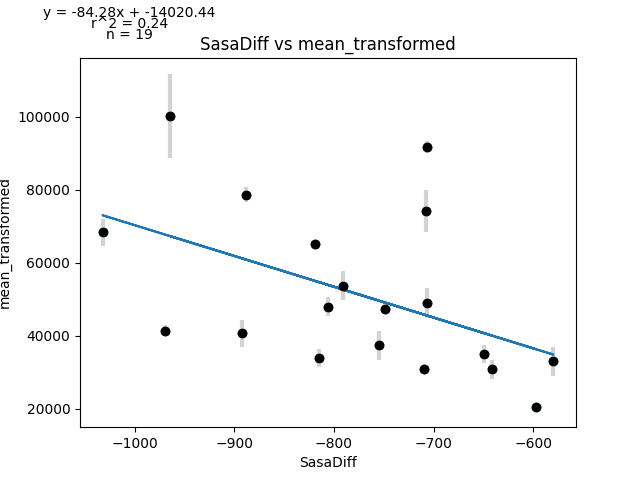 y = -84.28x + -14020.44
r^2 = 0.24
n = 19
SasaDiff vs mean_transformed
100000
80000
60000
40000
20000
mean_transformed
−1000
−900
−800
−700
−600
SasaDiff